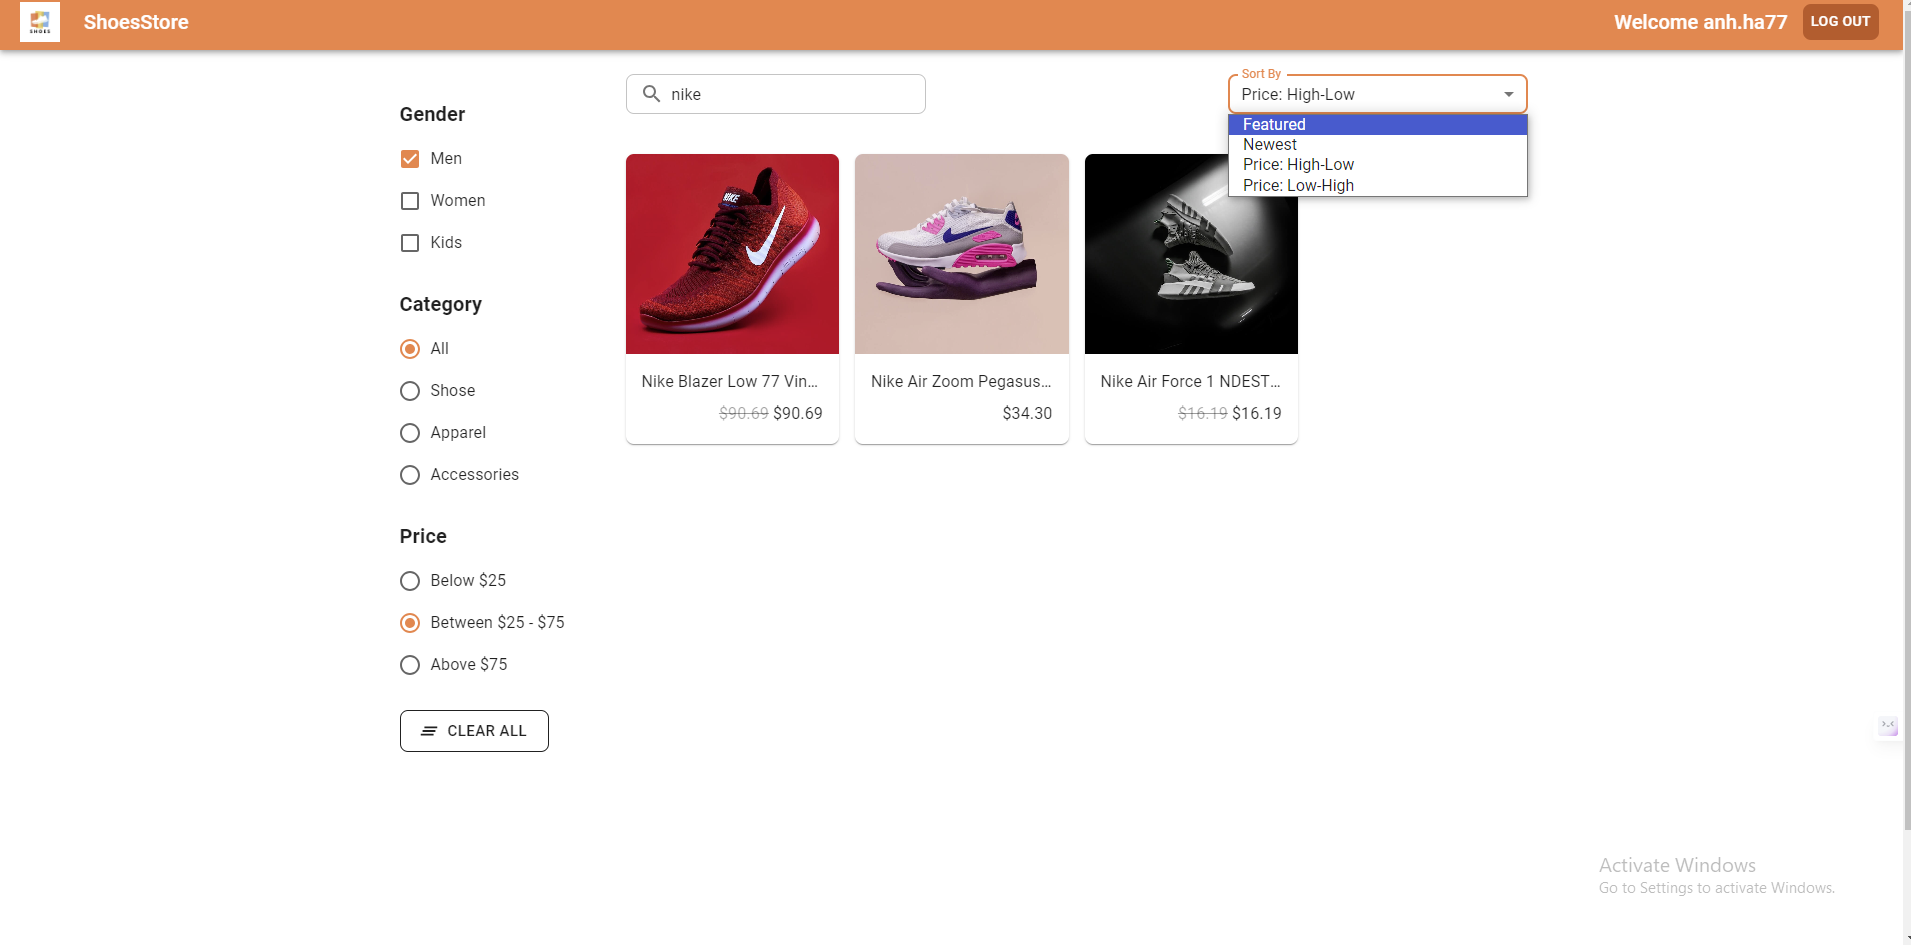 SHOES
ShoesStore
Welcome anh.ha77
LOG OUT
nike
Sort By
Price: High-Low
Featured
Newest
Price: High-Low
Price: Low-High
Gender
Men
Women
Kids
Category
All
Shose
Apparel
Accessories
Price
Below $25
Between $25 - $75
Above $75
CLEAR ALL
NIKE
Nike Blazer Low 77 Vin...
$90.69 $90.69
Nike Air Zoom Pegasus...
$34.30
Nike Air Force 1 NDEST...
$16.19 $16.19
Activate Windows
Go to Settings to activate Windows.